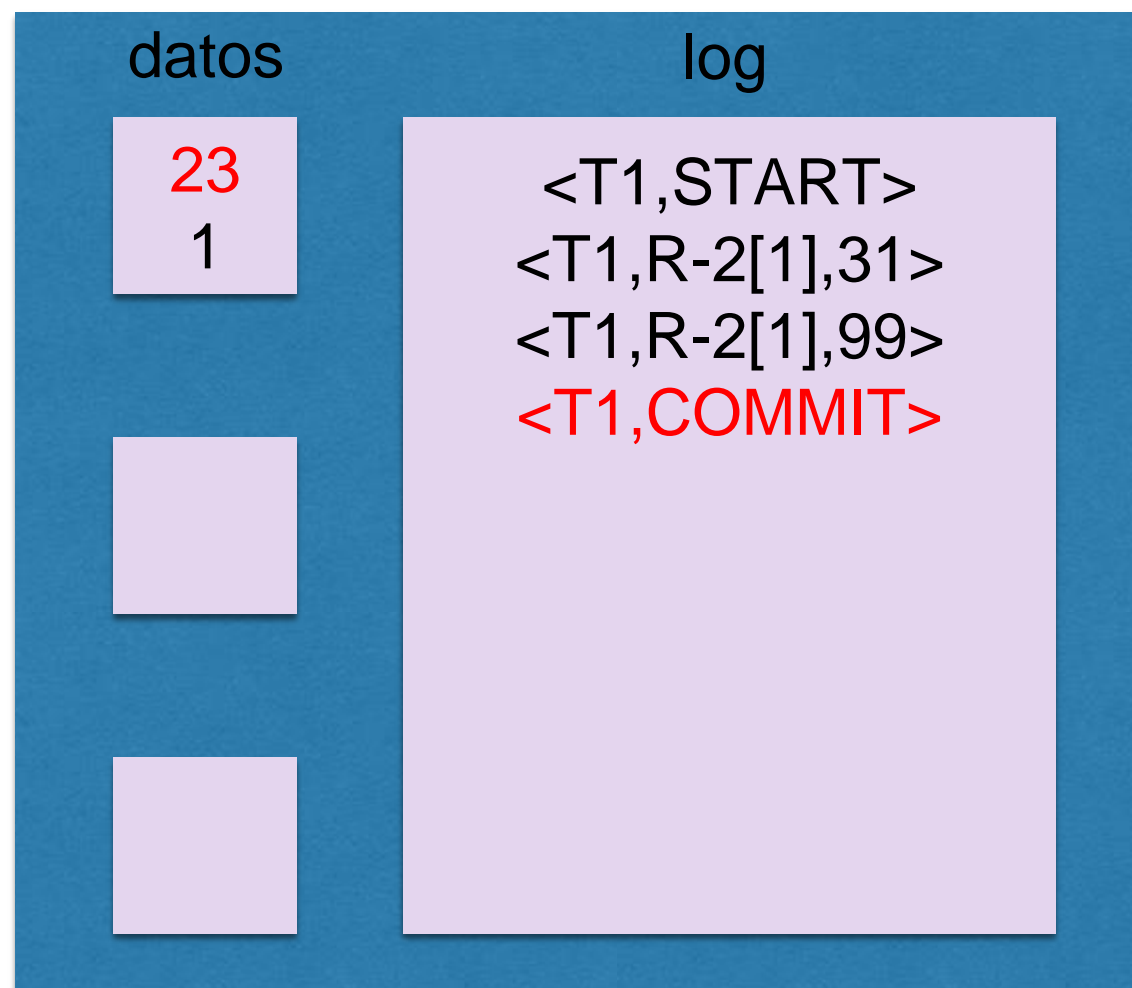 datos
log
23
1
<T1,START>
<T1,R-2[1],31>
<T1,R-2[1],99>
<T1,COMMIT>